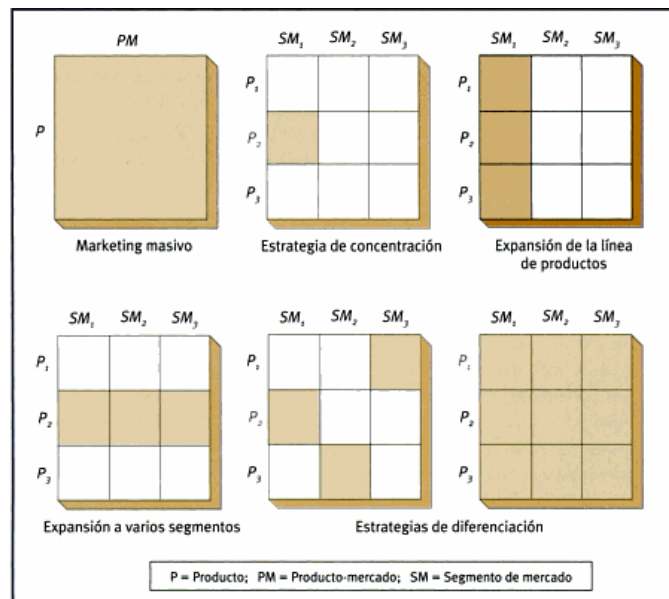 PM
P
Marketing masivo
SM₁ SM₂ SM₃
P₁
P₂
P₃
Estrategia de concentración
SM₁ SM₂ SM₃
P₁
P₂
P₃
Expansión de la línea
de productos
SM₁ SM₂ SM₃
P₁
P₂
P₃
Expansión a varios segmentos
SM₁ SM₂ SM₃
P₁
P₂
P₃
SM₁ SM₂ SM₃
P₁
P₂
P₃
Estrategias de diferenciación
P = Producto; PM = Producto-mercado; SM = Segmento de mercado